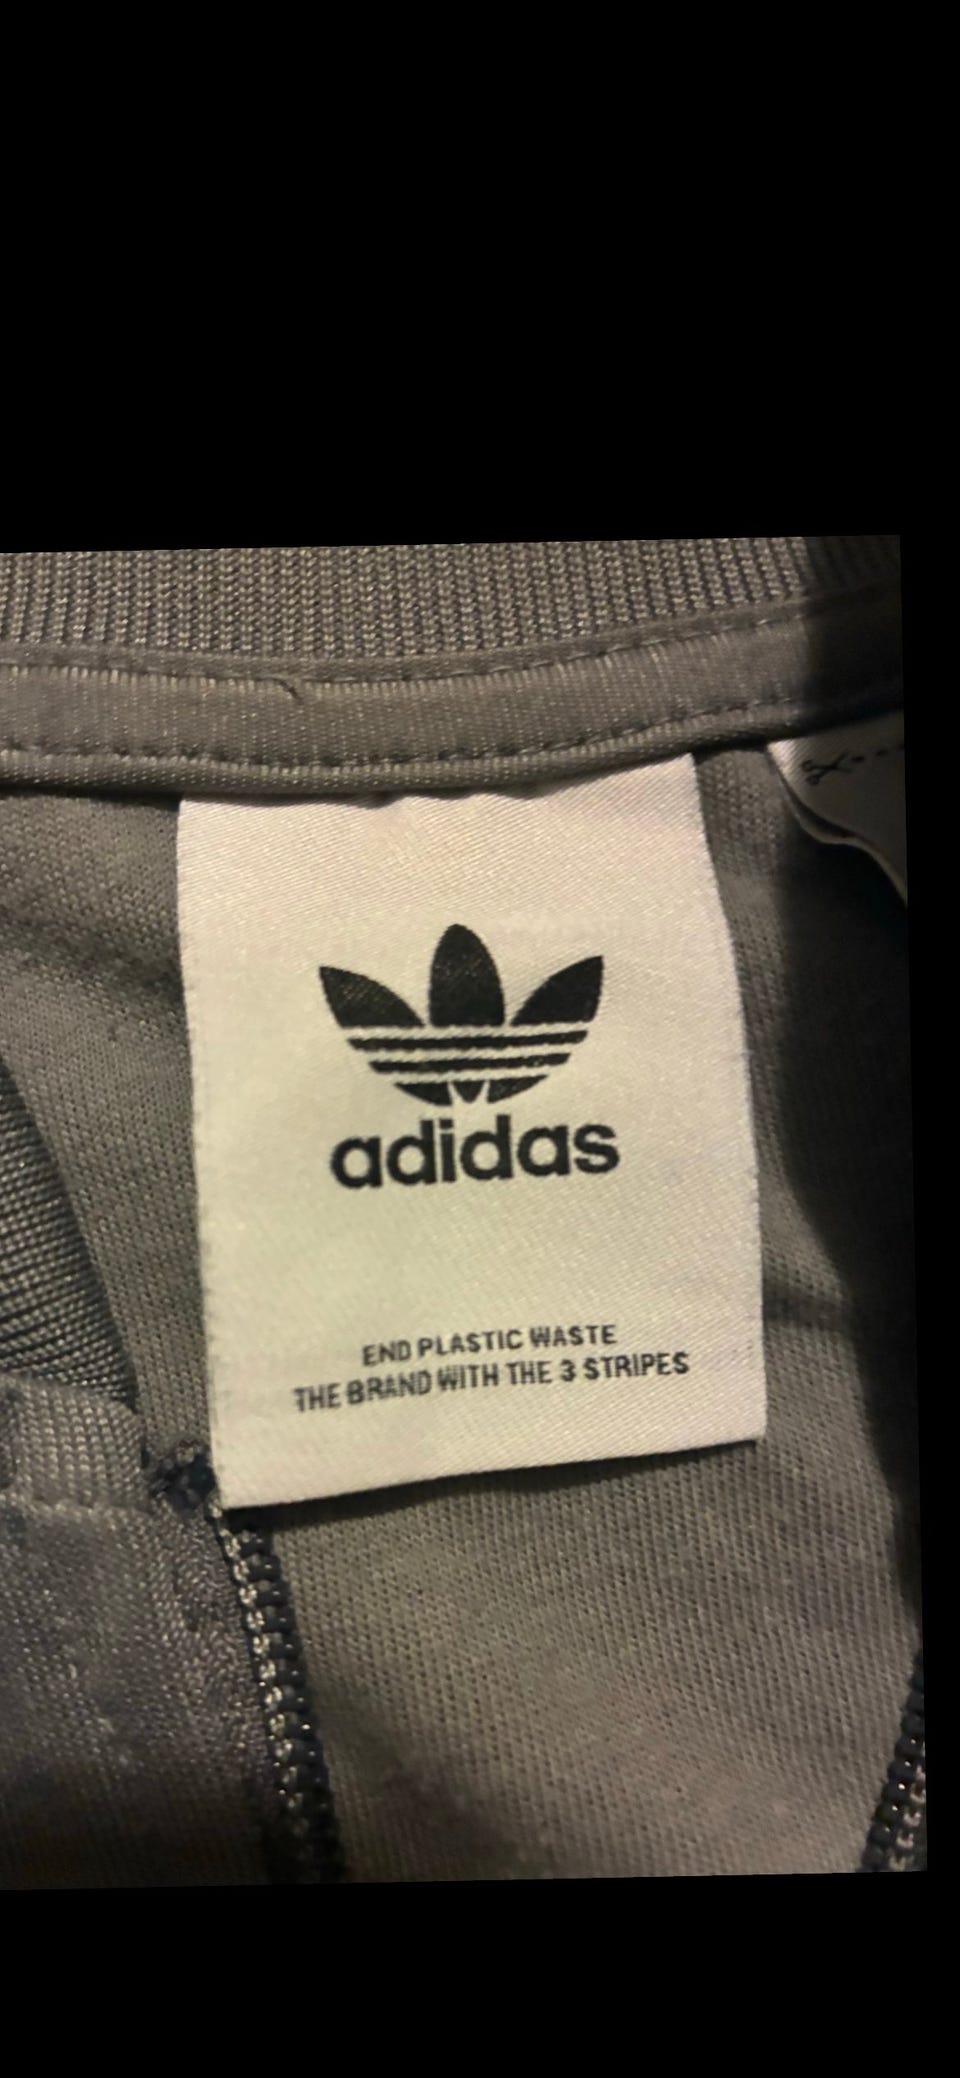 adidas
END PLASTIC WASTE
THE BRAND WITH THE 3 STRIPES